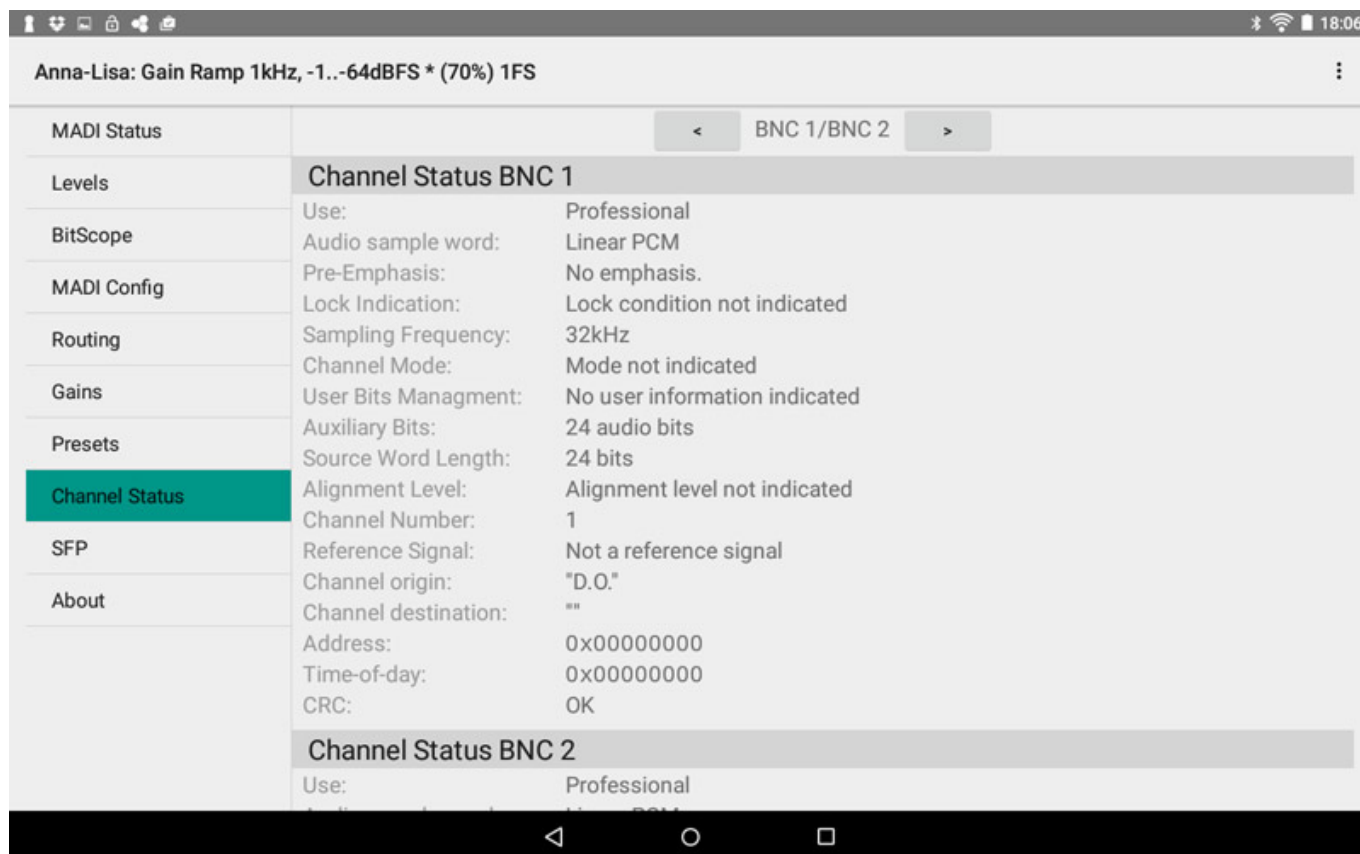 18:06
Anna-Lisa: Gain Ramp 1kHz, -1..-64dBFS * (70%) 1FS
MADI Status
Levels
BitScope
MADI Config
Routing
Gains
Presets
Channel Status
SFP
About
< BNC 1/BNC 2 >
Channel Status BNC 1
Use: Professional
Audio sample word: Linear PCM
Pre-Emphasis: No emphasis.
Lock Indication: Lock condition not indicated
Sampling Frequency: 32kHz
Channel Mode: Mode not indicated
User Bits Managment: No user information indicated
Auxiliary Bits: 24 audio bits
Source Word Length: 24 bits
Alignment Level: Alignment level not indicated
Channel Number: 1
Reference Signal: Not a reference signal
Channel origin: "D.O."
Channel destination: ""
Address: 0x00000000
Time-of-day: 0x00000000
CRC: OK
Channel Status BNC 2
Use: Professional